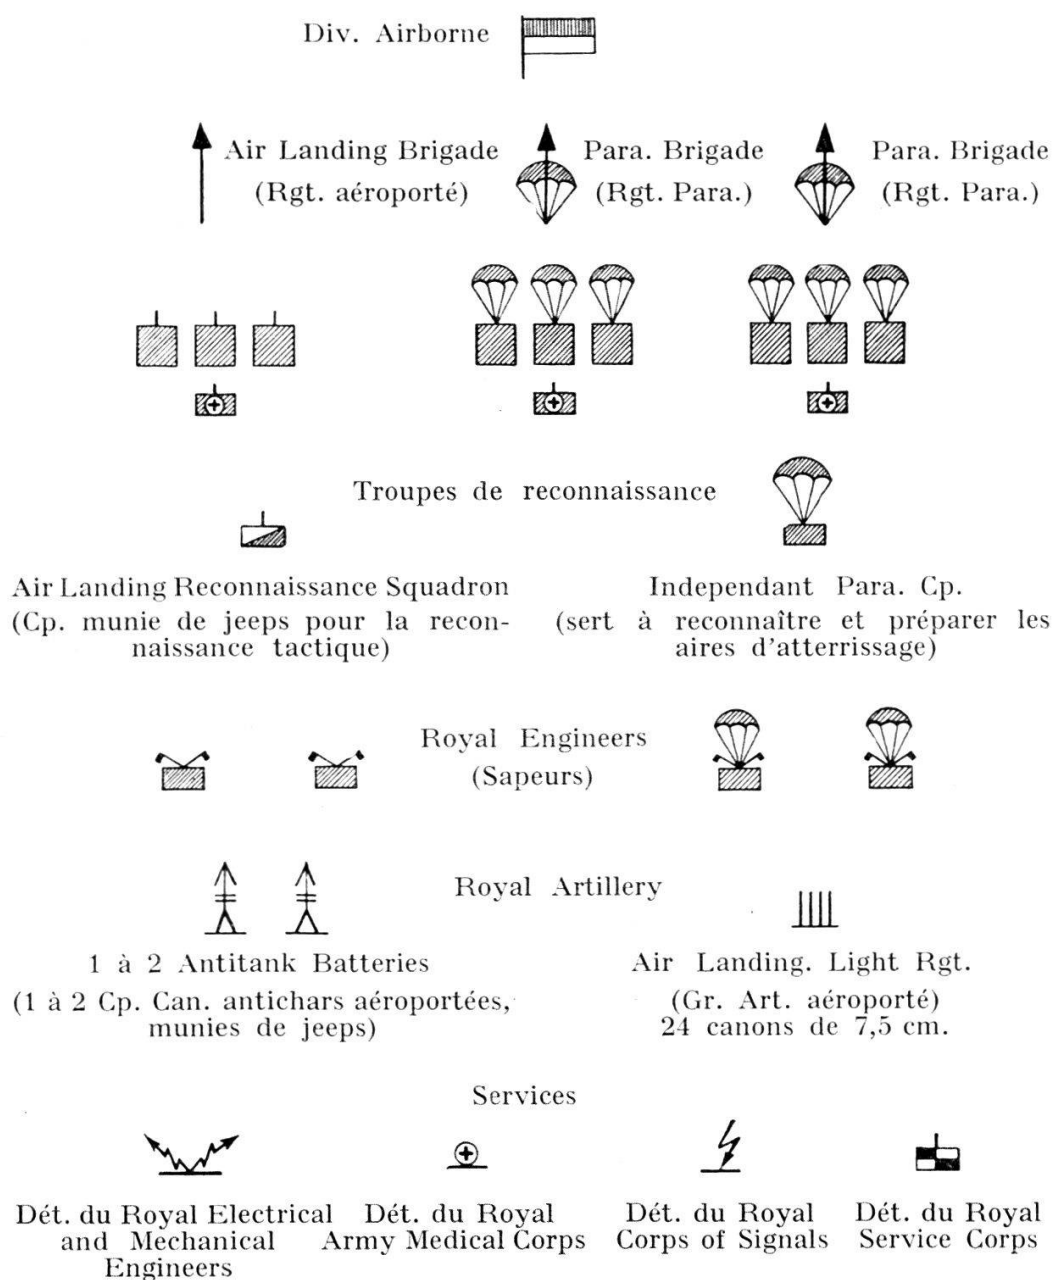 Div. Airborne
Air Landing Brigade
(Rgt. aéroporté)
Para. Brigade
(Rgt. Para.)
Para. Brigade
(Rgt. Para.)
Troupes de reconnaissance
Air Landing Reconnaissance Squadron
(Cp. munie de jeeps pour la recon-
naissance tactique)
Independant Para. Cp.
(sert à reconnaître et préparer les
aires d'atterrissage)
Royal Engineers
(Sapeurs)
Royal Artillery
1 à 2 Antitank Batteries
(1 à 2 Cp. Can. antichars aéroportées,
munies de jeeps)
Air Landing. Light Rgt.
(Gr. Art. aéroporté)
24 canons de 7,5 cm.
Services
Dét. du Royal Electrical
and Mechanical
Engineers
Dét. du Royal
Army Medical Corps
Dét. du Royal
Corps of Signals
Dét. du Royal
Service Corps